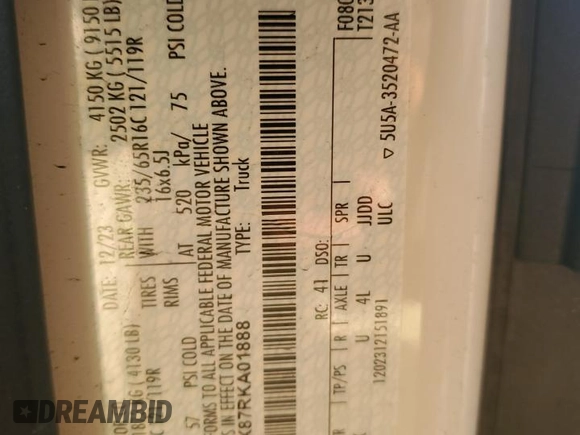 DATE: 12/23 GVWR: 4150 KG ( 9150
4130 LB) REAR GAWR: 2502 KG ( 5515 LB)
119R TIRES WITH 235/65R16C 121/119R
RIMS 16x6.5J
57 PSI COLD AT 520 kPa/ 75 PSI COLD
TO ALL APPLICABLE FEDERAL MOTOR VEHICLE
IN EFFECT ON THE DATE OF MANUFACTURE SHOWN ABOVE.
K87RKA01888 TYPE: Truck
F08
T213
RC: 41 DSO:
TP/PS R AXLE TR SPR
U 4L U JJDD
1202312151891 ULC
5U5A-3520472-AA
DREAMBID